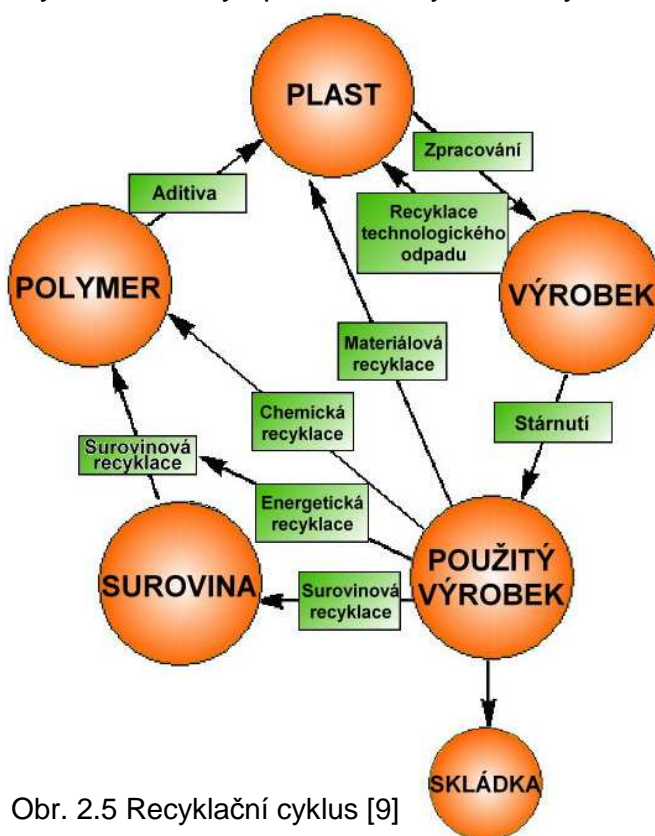 PLAST
Zpracování
Aditiva
Recyklace
technologického
odpadu
POLYMER
VÝROBEK
Materiálová
recyklace
Chemická
recyklace
Stárnutí
Surovinová
recyklace
Energetická
recyklace
POUŽITÝ
VÝROBEK
SUROVINA
Surovinová
recyklace
SKLÁDKA
Obr. 2.5 Recyklační cyklus [9]